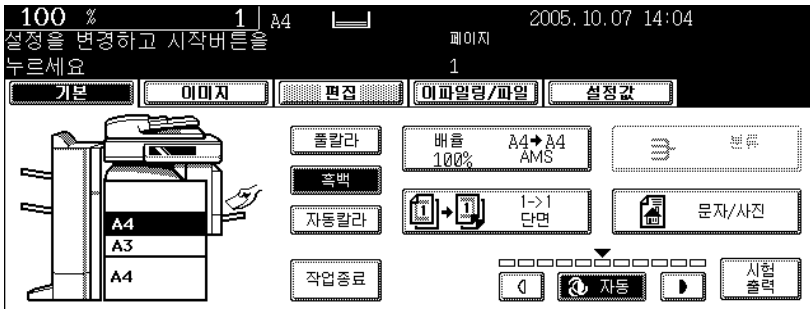 100 % 1 A4 2005.10.07 14:04
설정을 변경하고 시작버튼을 페이지
누르세요 1
기본 이미지 편집 이파일링/파일 설정값
풀칼라
배율 100% A4→A4 AMS
분류
흑백
A4
A3
A4
자동칼라
1 → 1 1->1 단면
문자/사진
작업종료
자동
시험
출력